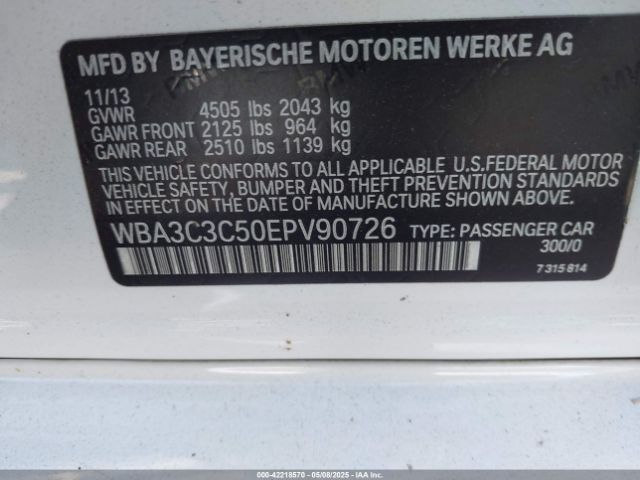 MFD BY BAYERISCHE MOTOREN WERKE AG
11/13
GVWR 4505 lbs 2043 kg
GAWR FRONT 2125 lbs 964 kg
GAWR REAR 2510 lbs 1139 kg
THIS VEHICLE CONFORMS TO ALL APPLICABLE U.S.FEDERAL MOTOR
VEHICLE SAFETY, BUMPER AND THEFT PREVENTION STANDARDS
IN EFFECT ON THE DATE OF MANUFACTURE SHOWN ABOVE.
WBA3C3C50EPV90726 TYPE: PASSENGER CAR
300/0
7315814
000-42218570 - 05/08/2025 - IAAI.COM